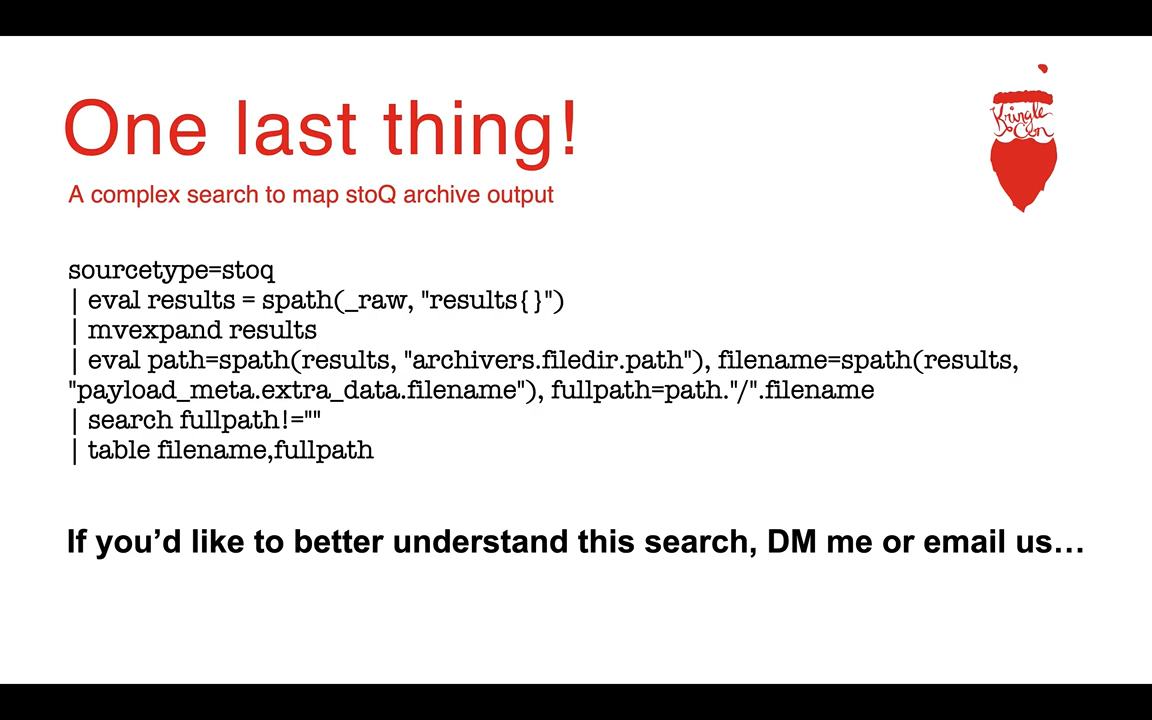 One last thing!
Kringle
Con
A complex search to map stoQ archive output
sourcetype=stoq
| eval results = spath(_raw, "results{}")
| mvexpand results
| eval path=spath(results, "archivers.filedir.path"), filename=spath(results,
"payload_meta.extra_data.filename"), fullpath=path."/".filename
| search fullpath!=""
| table filename,fullpath
If you’d like to better understand this search, DM me or email us…